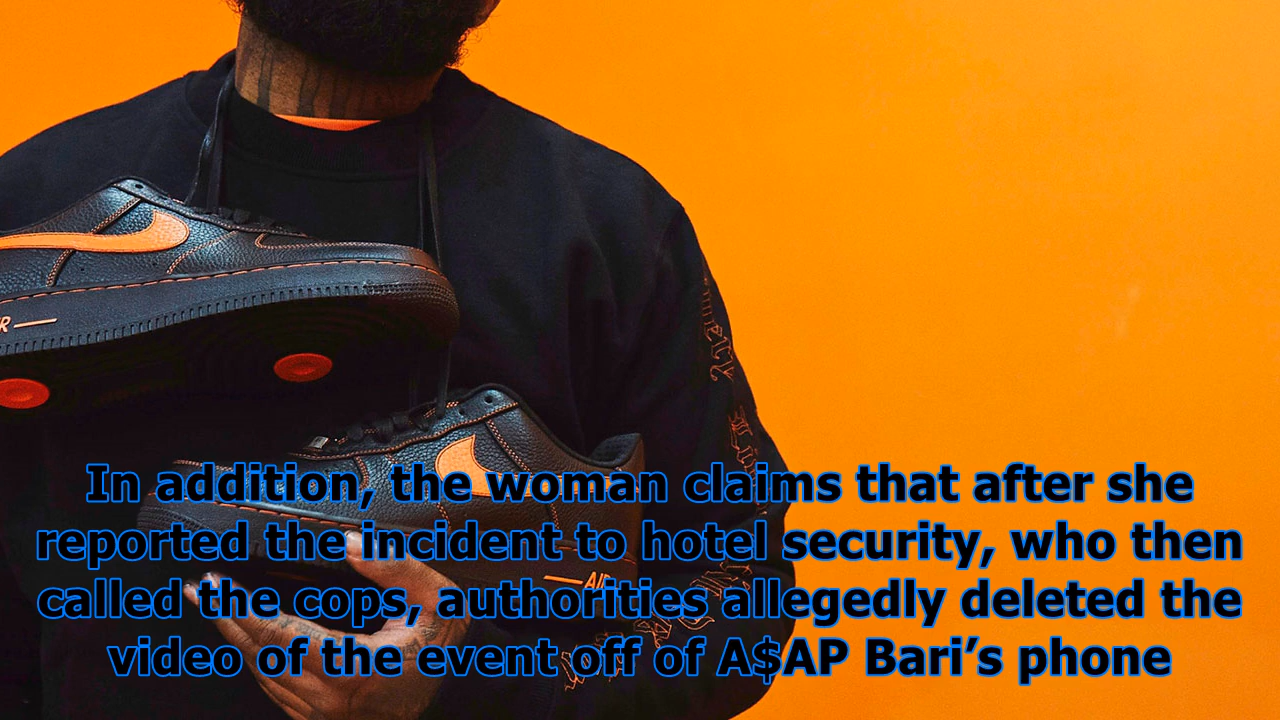 In addition, the woman claims that after she
reported the incident to hotel security, who then
called the cops, authorities allegedly deleted the
video of the event off of A$AP Bari’s phone
AIR